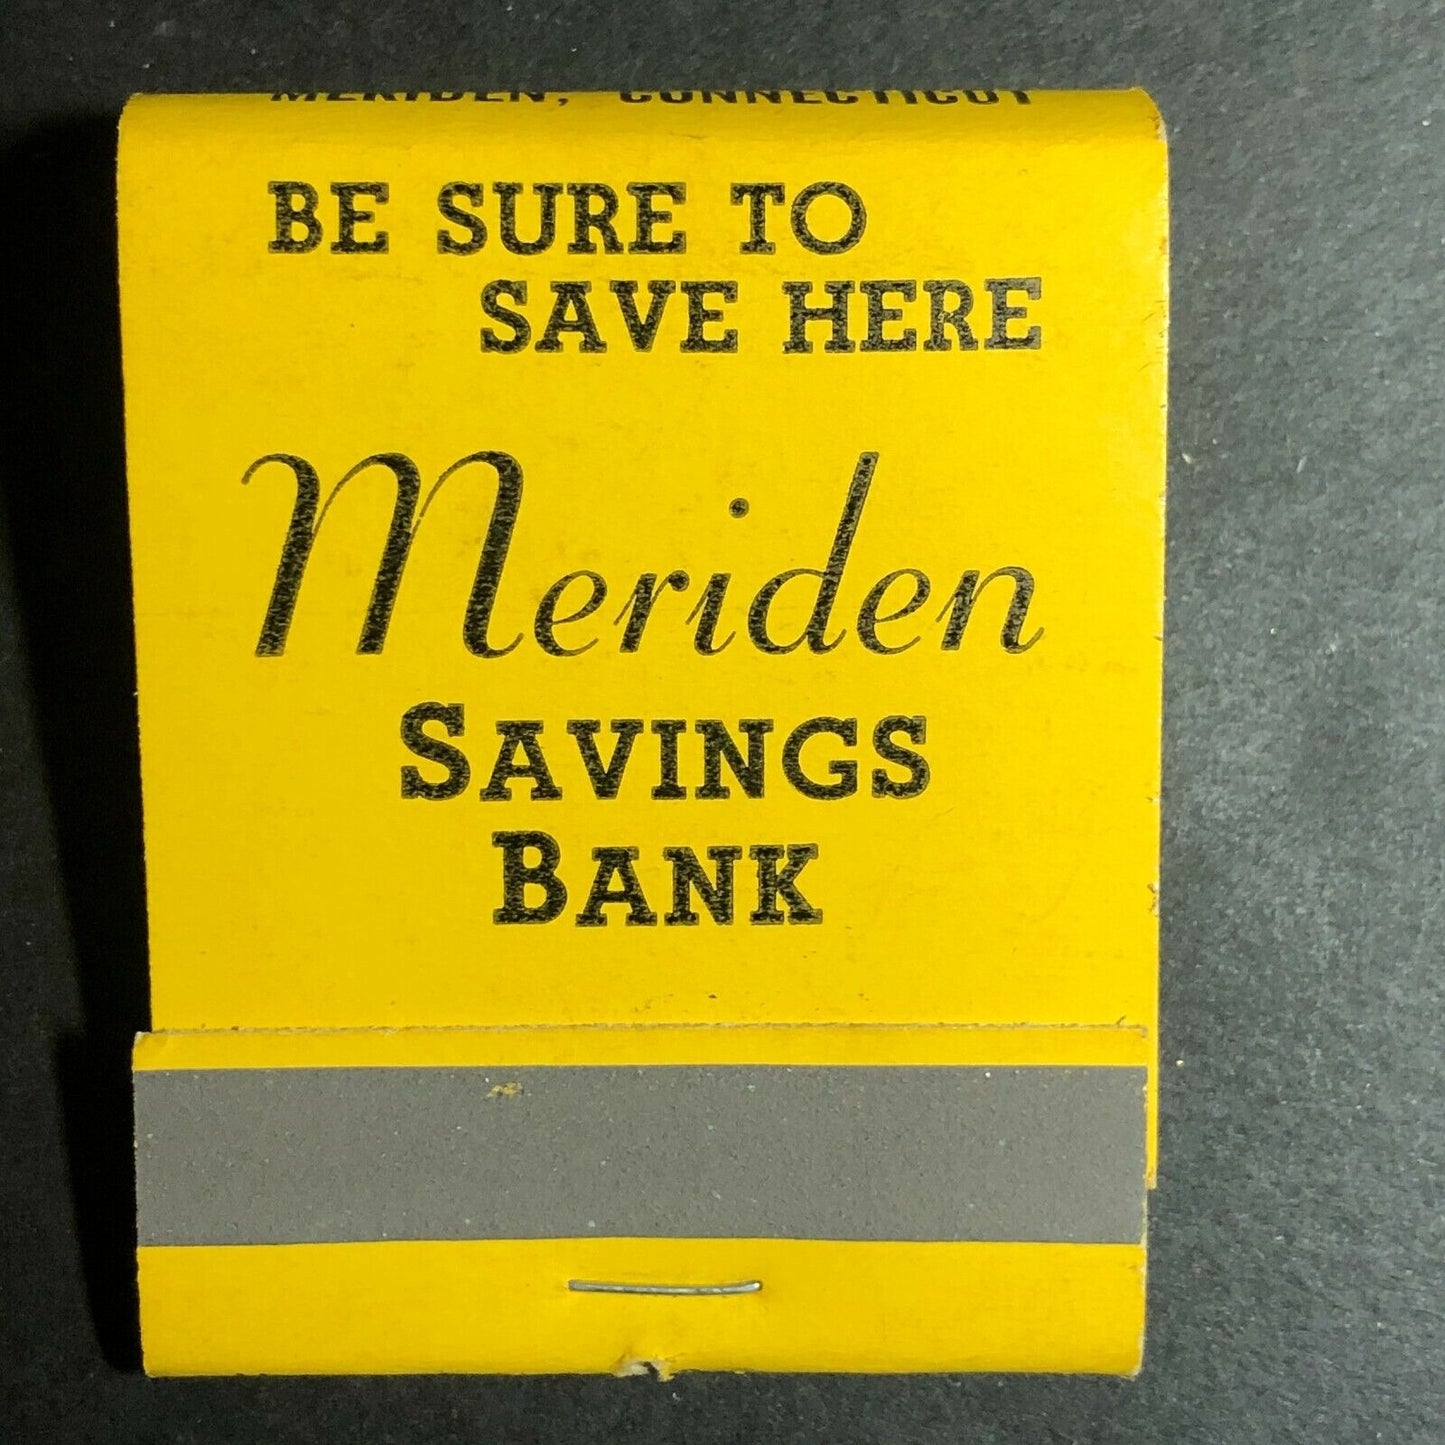 MERIDEN, CONNECTICUT
BE SURE TO
SAVE HERE
Meriden
SAVINGS
BANK